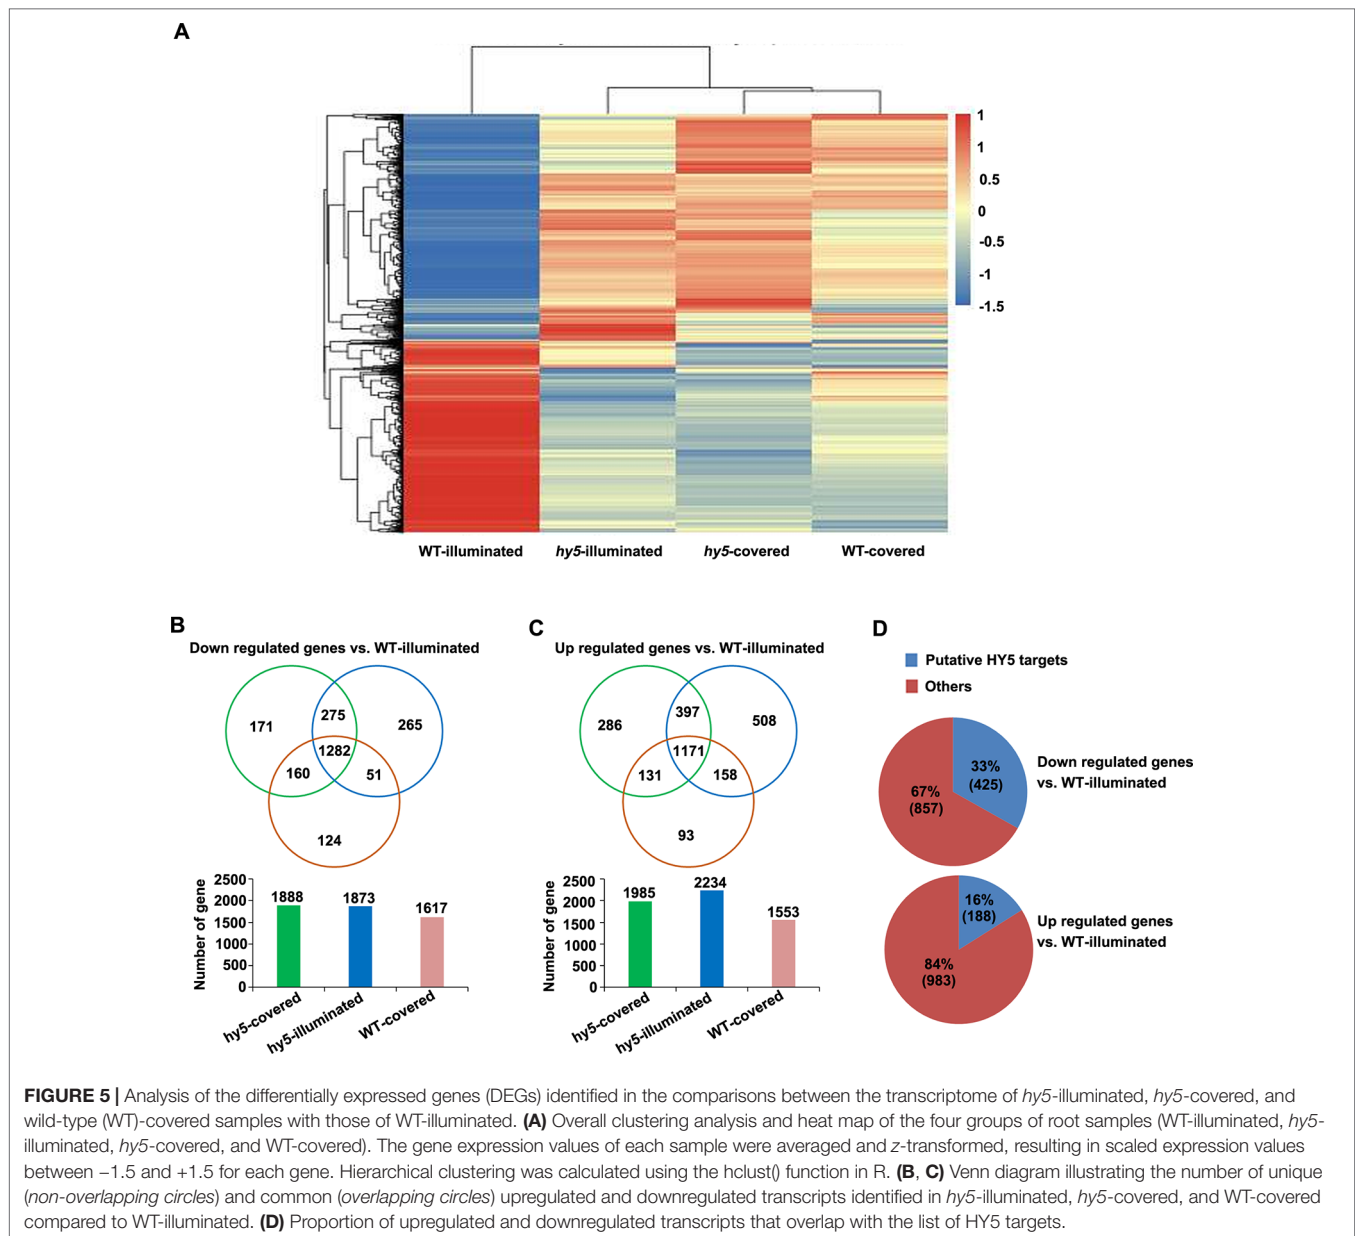 A
1
1
0.5
0
-0.5
-1
-1.5
WT-illuminated
hy5-illuminated
hy5-covered
WT-covered
B
Down regulated genes vs. WT-illuminated
171
275
265
1282
160
51
124
Number of gene
2500
2000
1500
1000
500
0
1888
1873
1617
hy5-covered
hy5-illuminated
WT-covered
C
Up regulated genes vs. WT-illuminated
286
397
508
1171
131
158
93
Number of gene
2500
2000
1500
1000
500
0
1985
2234
1553
hy5-covered
hy5-illuminated
WT-covered
D
Putative HY5 targets
Others
33%
(425)
67%
(857)
Down regulated genes
vs. WT-illuminated
16%
(188)
84%
(983)
Up regulated genes
vs. WT-illuminated
FIGURE 5 | Analysis of the differentially expressed genes (DEGs) identified in the comparisons between the transcriptome of hy5-illuminated, hy5-covered, and
wild-type (WT)-covered samples with those of WT-illuminated. (A) Overall clustering analysis and heat map of the four groups of root samples (WT-illuminated, hy5-
illuminated, hy5-covered, and WT-covered). The gene expression values of each sample were averaged and z-transformed, resulting in scaled expression values
between −1.5 and +1.5 for each gene. Hierarchical clustering was calculated using the hclust() function in R. (B, C) Venn diagram illustrating the number of unique
(non-overlapping circles) and common (overlapping circles) upregulated and downregulated transcripts identified in hy5-illuminated, hy5-covered, and WT-covered
compared to WT-illuminated. (D) Proportion of upregulated and downregulated transcripts that overlap with the list of HY5 targets.